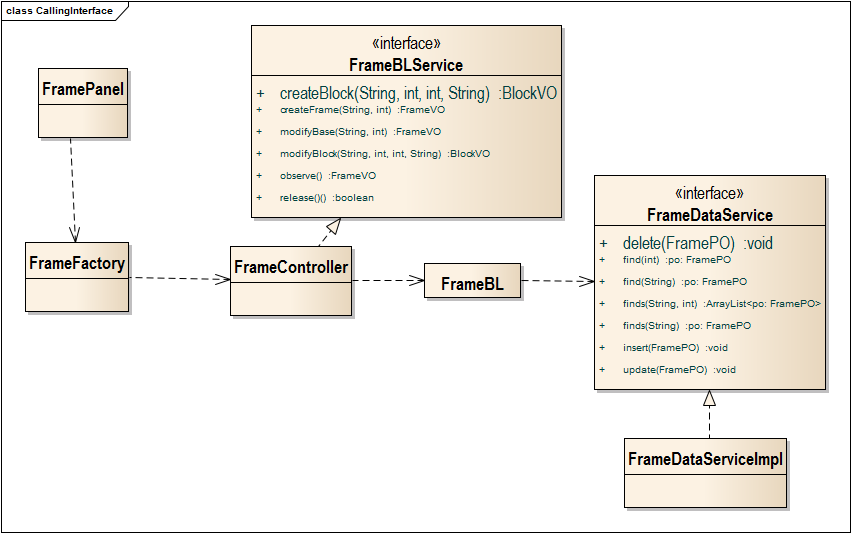 class CallingInterface
«interface»
FrameBLService
+ createBlock(String, int, int, String) :BlockVO
+ createFrame(String, int) :FrameVO
+ modifyBase(String, int) :FrameVO
+ modifyBlock(String, int, int, String) :BlockVO
+ observe() :FrameVO
+ release()() :boolean
FramePanel
«interface»
FrameDataService
+ delete(FramePO) :void
+ find(int) :po: FramePO
+ find(String) :po: FramePO
+ finds(String, int) :ArrayList<po: FramePO>
+ finds(String) :po: FramePO
+ insert(FramePO) :void
+ update(FramePO) :void
FrameFactory
FrameController
FrameBL
FrameDataServiceImpl